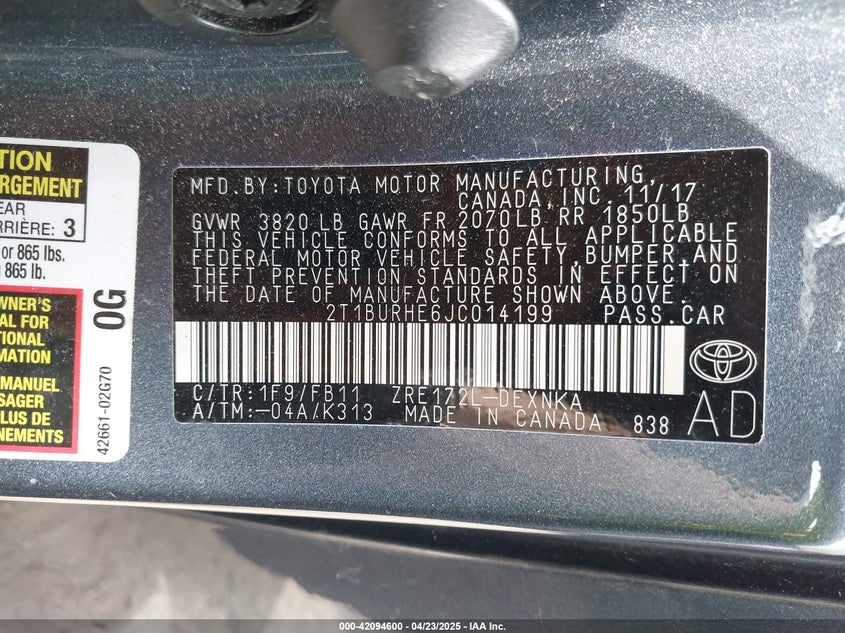 TION
RGEMENT
EAR
RRIÈRE: 3
or 865 lbs.
865 lb.
WNER'S
AL FOR
TIONAL
MATION
MANUEL
SAGER
LUS DE
NEMENTS
0G
42661-02G70
MFD.BY:TOYOTA MOTOR MANUFACTURING,
CANADA,INC. 11/17
GVWR 3820 LB GAWR FR 2070LB,RR 1850LB
THIS VEHICLE CONFORMS TO ALL APPLICABLE
FEDERAL MOTOR VEHICLE SAFETY,BUMPER,AND
THEFT PREVENTION STANDARDS IN EFFECT ON
THE DATE OF MANUFACTURE SHOWN ABOVE.
2T1BURHE6JC014199 PASS.CAR
C/TR:1F9/FB11 ZRE172L-DEXNKA
A/TM:-04A/K313 MADE IN CANADA 838
AD
000-42094600 - 04/23/2025 - IAA Inc.